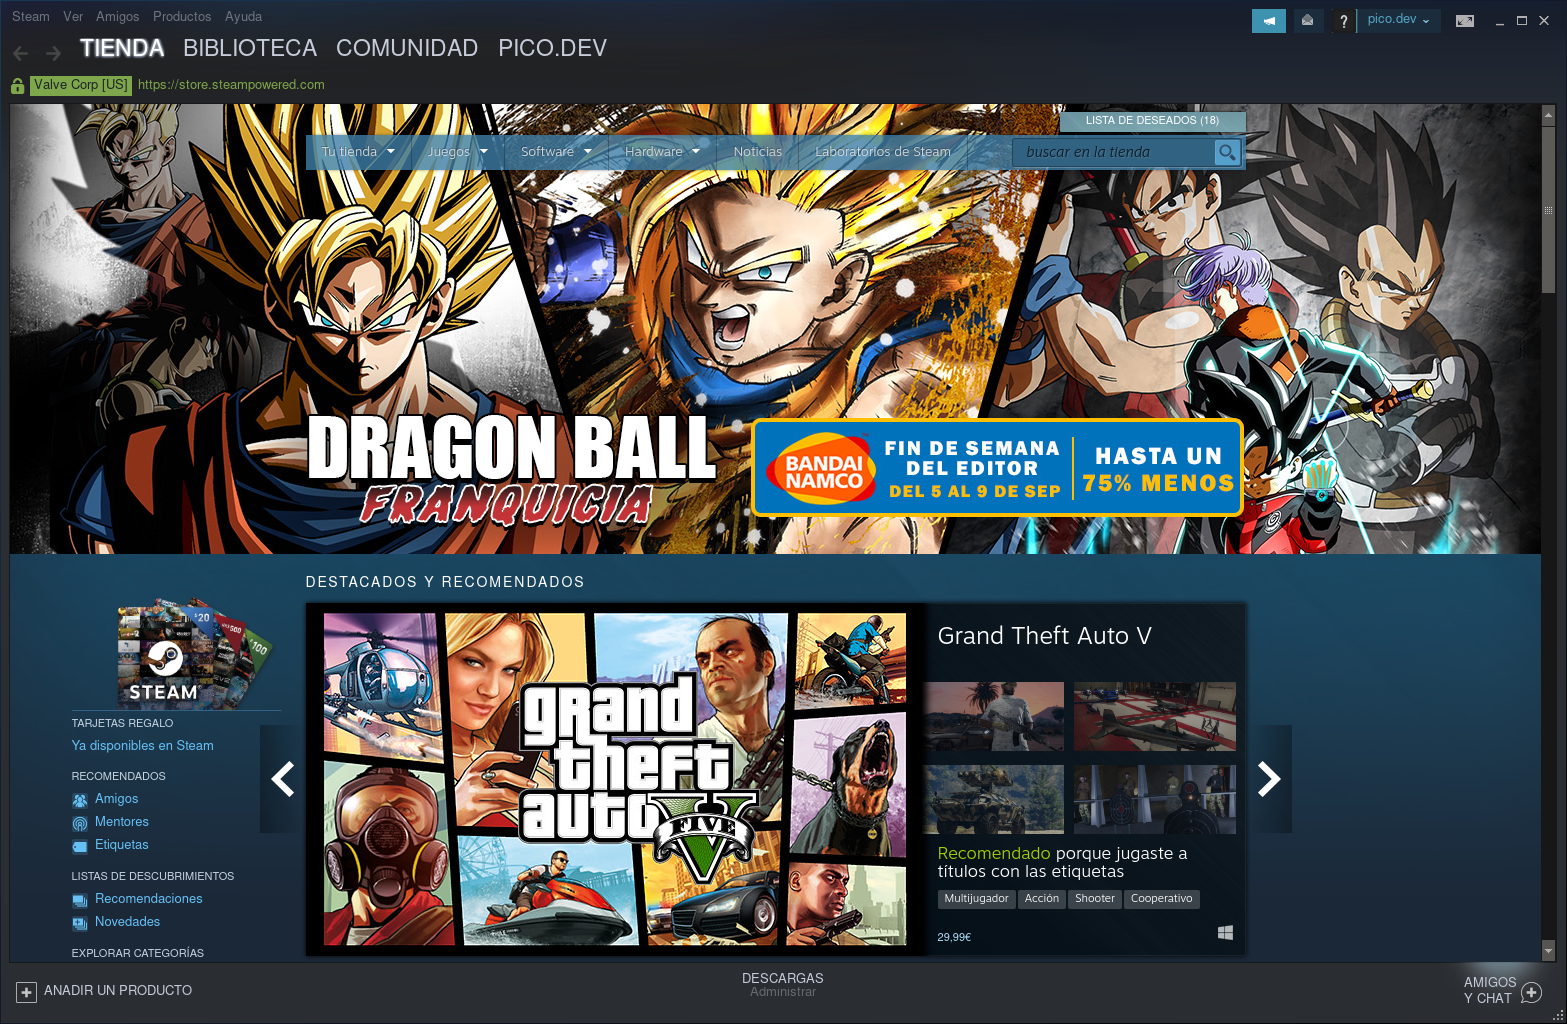 Steam Ver Amigos Productos Ayuda
pico.dev
TIENDA BIBLIOTECA COMUNIDAD PICO.DEV
Valve Corp [US] https://store.steampowered.com
LISTA DE DESEADOS (18)
Tu tienda Juegos Software Hardware Noticias Laboratorios de Steam buscar en la tienda
DRAGON BALL
FRANQUICIA
BANDAI
NAMCO
FIN DE SEMANA
DEL EDITOR
DEL 5 AL 9 DE SEP
HASTA UN
75% MENOS
DESTACADOS Y RECOMENDADOS
$20
$100
STEAM
TARJETAS REGALO
Ya disponibles en Steam
RECOMENDADOS
Amigos
Mentores
Etiquetas
LISTAS DE DESCUBRIMIENTOS
Recomendaciones
Novedades
EXPLORAR CATEGORÍAS
grand
theft
auto
V
FIVE
Grand Theft Auto V
Recomendado porque jugaste a
títulos con las etiquetas
Multijugador Acción Shooter Cooperativo
29,99€
ANADIR UN PRODUCTO
DESCARGAS
Administrar
AMIGOS
Y CHAT